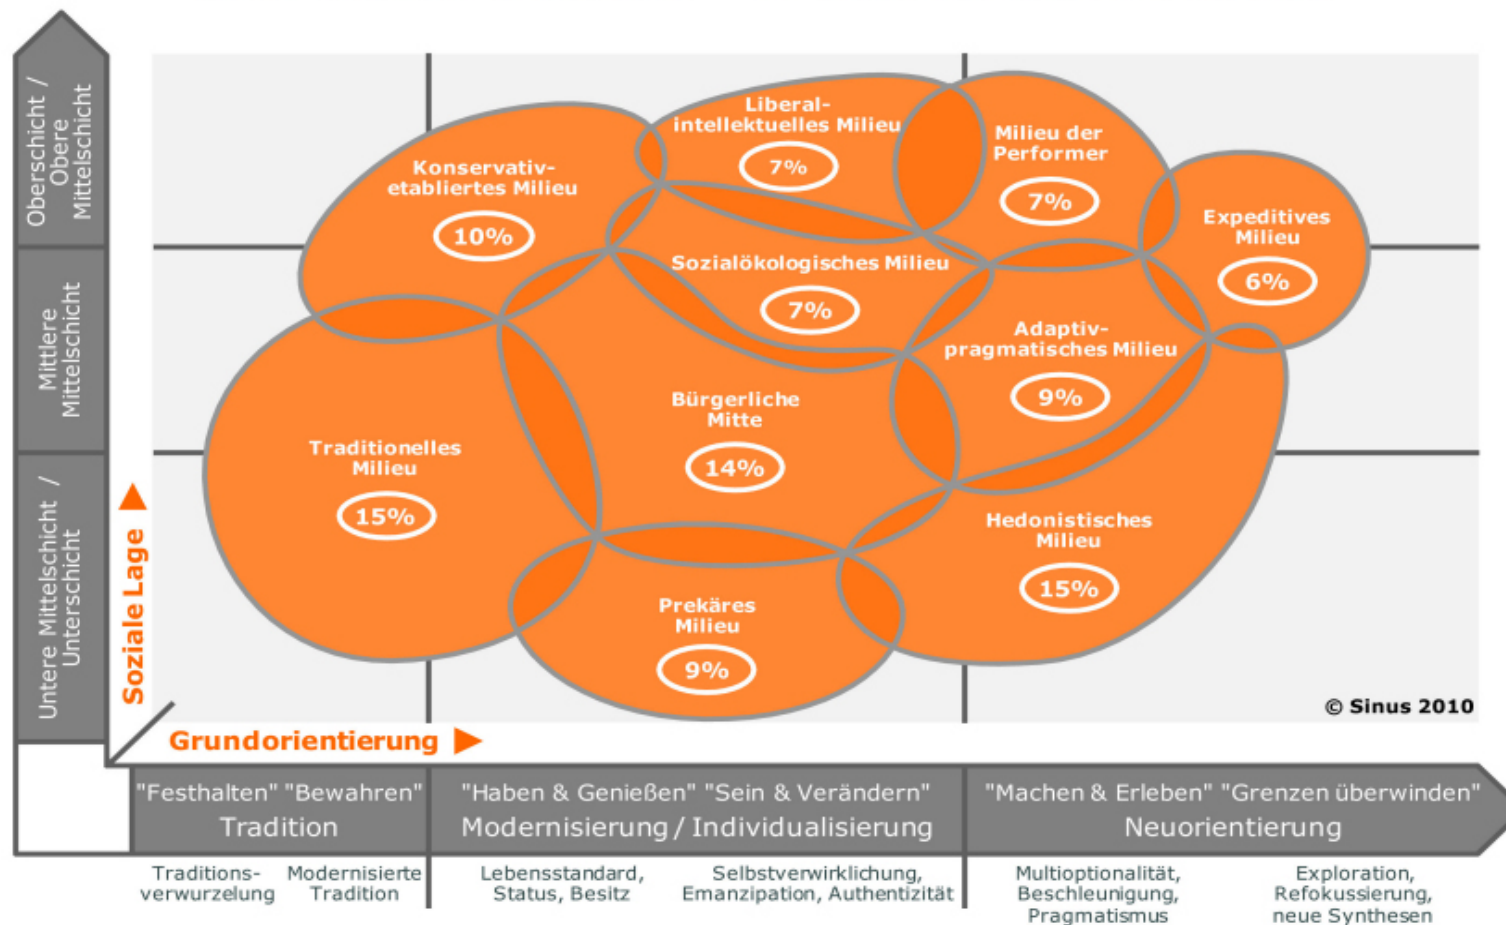 Oberschicht /
Obere
Mittelschicht
Mittlere
Mittelschicht
Untere Mittelschicht /
Unterschicht
Soziale Lage
Konservativ-
etabliertes Milieu
10%
Liberal-
intellektuelles Milieu
7%
Milieu der
Performer
7%
Expeditives
Milieu
6%
Sozialökologisches Milieu
7%
Adaptiv-
pragmatisches Milieu
9%
Bürgerliche
Mitte
14%
Traditionelles
Milieu
15%
Hedonistisches
Milieu
15%
Prekäres
Milieu
9%
© Sinus 2010
Grundorientierung
"Festhalten" "Bewahren"
Tradition
"Haben & Genießen" "Sein & Verändern"
Modernisierung / Individualisierung
"Machen & Erleben" "Grenzen überwinden"
Neuorientierung
Traditions-
verwurzelung
Modernisierte
Tradition
Lebensstandard,
Status, Besitz
Selbstverwirklichung,
Emanzipation, Authentizität
Multioptionalität,
Beschleunigung,
Pragmatismus
Exploration,
Refokussierung,
neue Synthesen